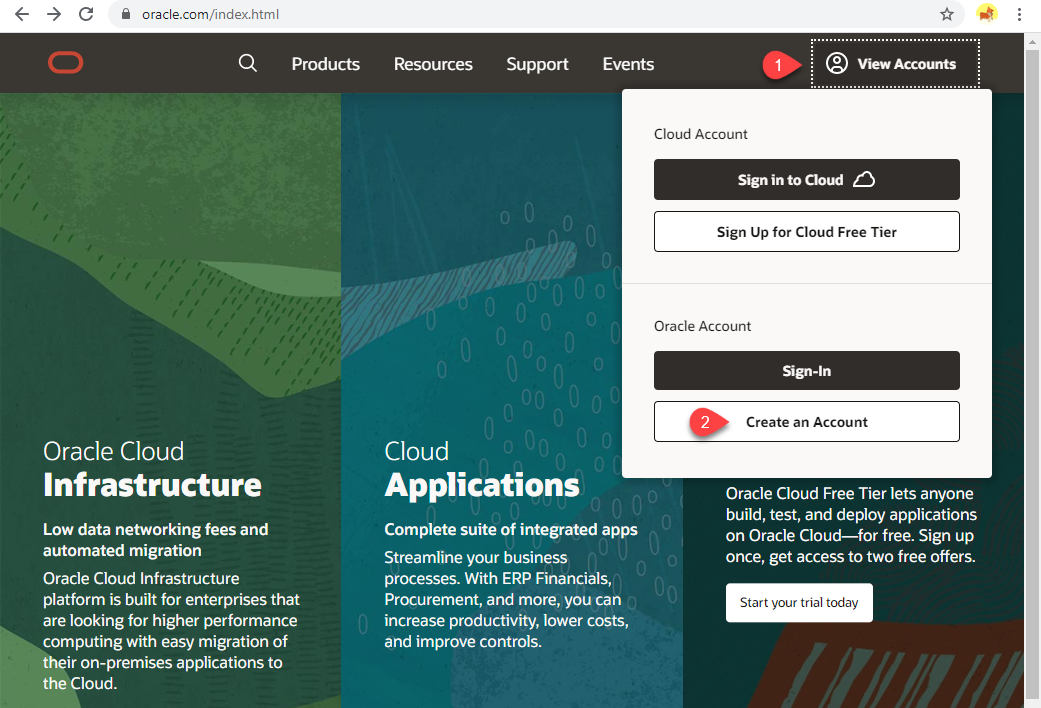 oracle.com/index.html
Products Resources Support Events 1 View Accounts
Cloud Account
Sign in to Cloud
Sign Up for Cloud Free Tier
Oracle Account
Sign-In
2 Create an Account
Oracle Cloud
Infrastructure
Low data networking fees and
automated migration
Oracle Cloud Infrastructure
platform is built for enterprises that
are looking for higher performance
computing with easy migration of
their on-premises applications to
the Cloud.
Cloud
Applications
Complete suite of integrated apps
Streamline your business
processes. With ERP Financials,
Procurement, and more, you can
increase productivity, lower costs,
and improve controls.
Oracle Cloud Free Tier lets anyone
build, test, and deploy applications
on Oracle Cloud—for free. Sign up
once, get access to two free offers.
Start your trial today